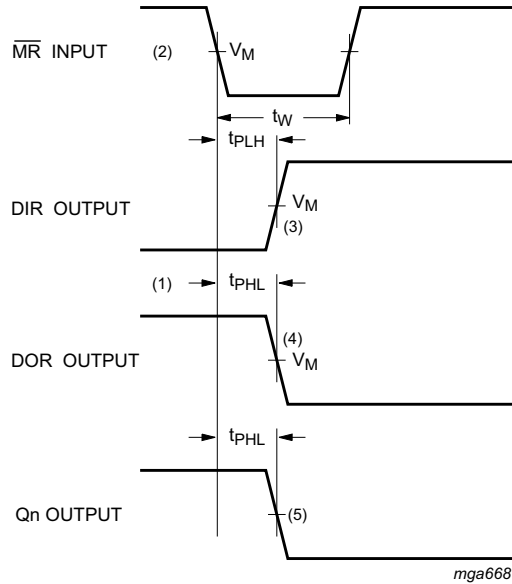 MR INPUT (2) VM
tW
tPLH
DIR OUTPUT VM
(3)
(1) tPHL
(4)
DOR OUTPUT VM
tPHL
Qn OUTPUT (5)
mga668